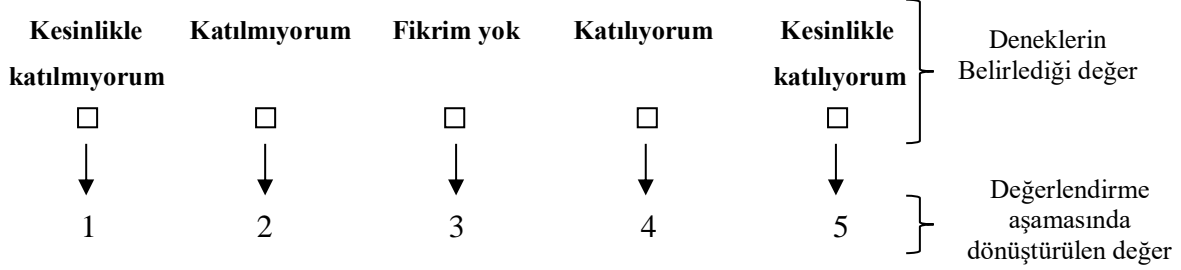 Kesinlikle Katılmıyorum Fikrim yok Katılıyorum Kesinlikle
katılmıyorum katılıyorum
Deneklerin
Belirlediği değer
1 2 3 4 5
Değerlendirme
aşamasında
dönüştürülen değer